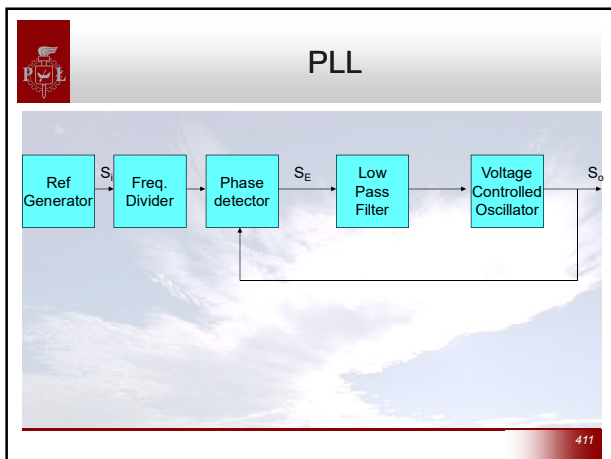 P Ł
PLL
Ref
Generator
Si
Freq.
Divider
Phase
detector
SE
Low
Pass
Filter
Voltage
Controlled
Oscillator
So
411